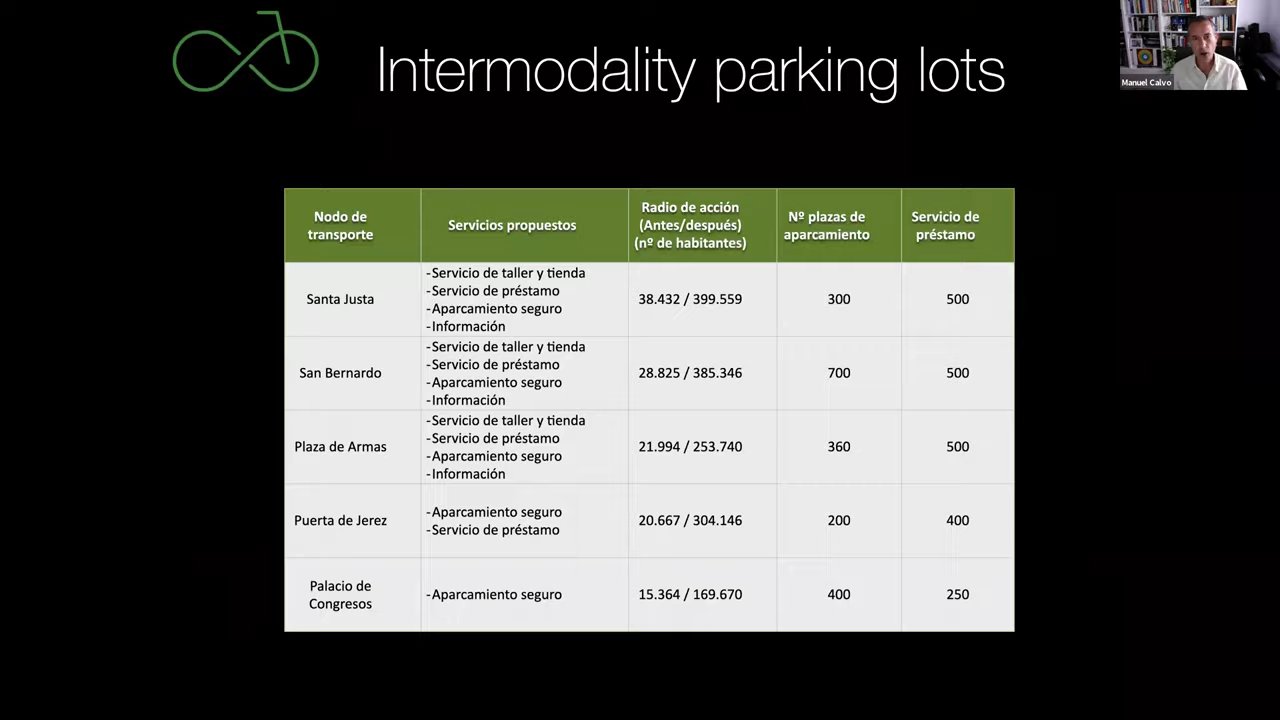 Intermodality parking lots
Manuel Calvo
Nodo de
transporte
Servicios propuestos
Radio de acción
(Antes/después)
(nº de habitantes)
Nº plazas de
aparcamiento
Servicio de
préstamo
Santa Justa
-Servicio de taller y tienda
-Servicio de préstamo
-Aparcamiento seguro
-Información
38.432 / 399.559
300
500
San Bernardo
-Servicio de taller y tienda
-Servicio de préstamo
-Aparcamiento seguro
-Información
28.825 / 385.346
700
500
Plaza de Armas
-Servicio de taller y tienda
-Servicio de préstamo
-Aparcamiento seguro
-Información
21.994 / 253.740
360
500
Puerta de Jerez
-Aparcamiento seguro
-Servicio de préstamo
20.667 / 304.146
200
400
Palacio de
Congresos
-Aparcamiento seguro
15.364 / 169.670
400
250